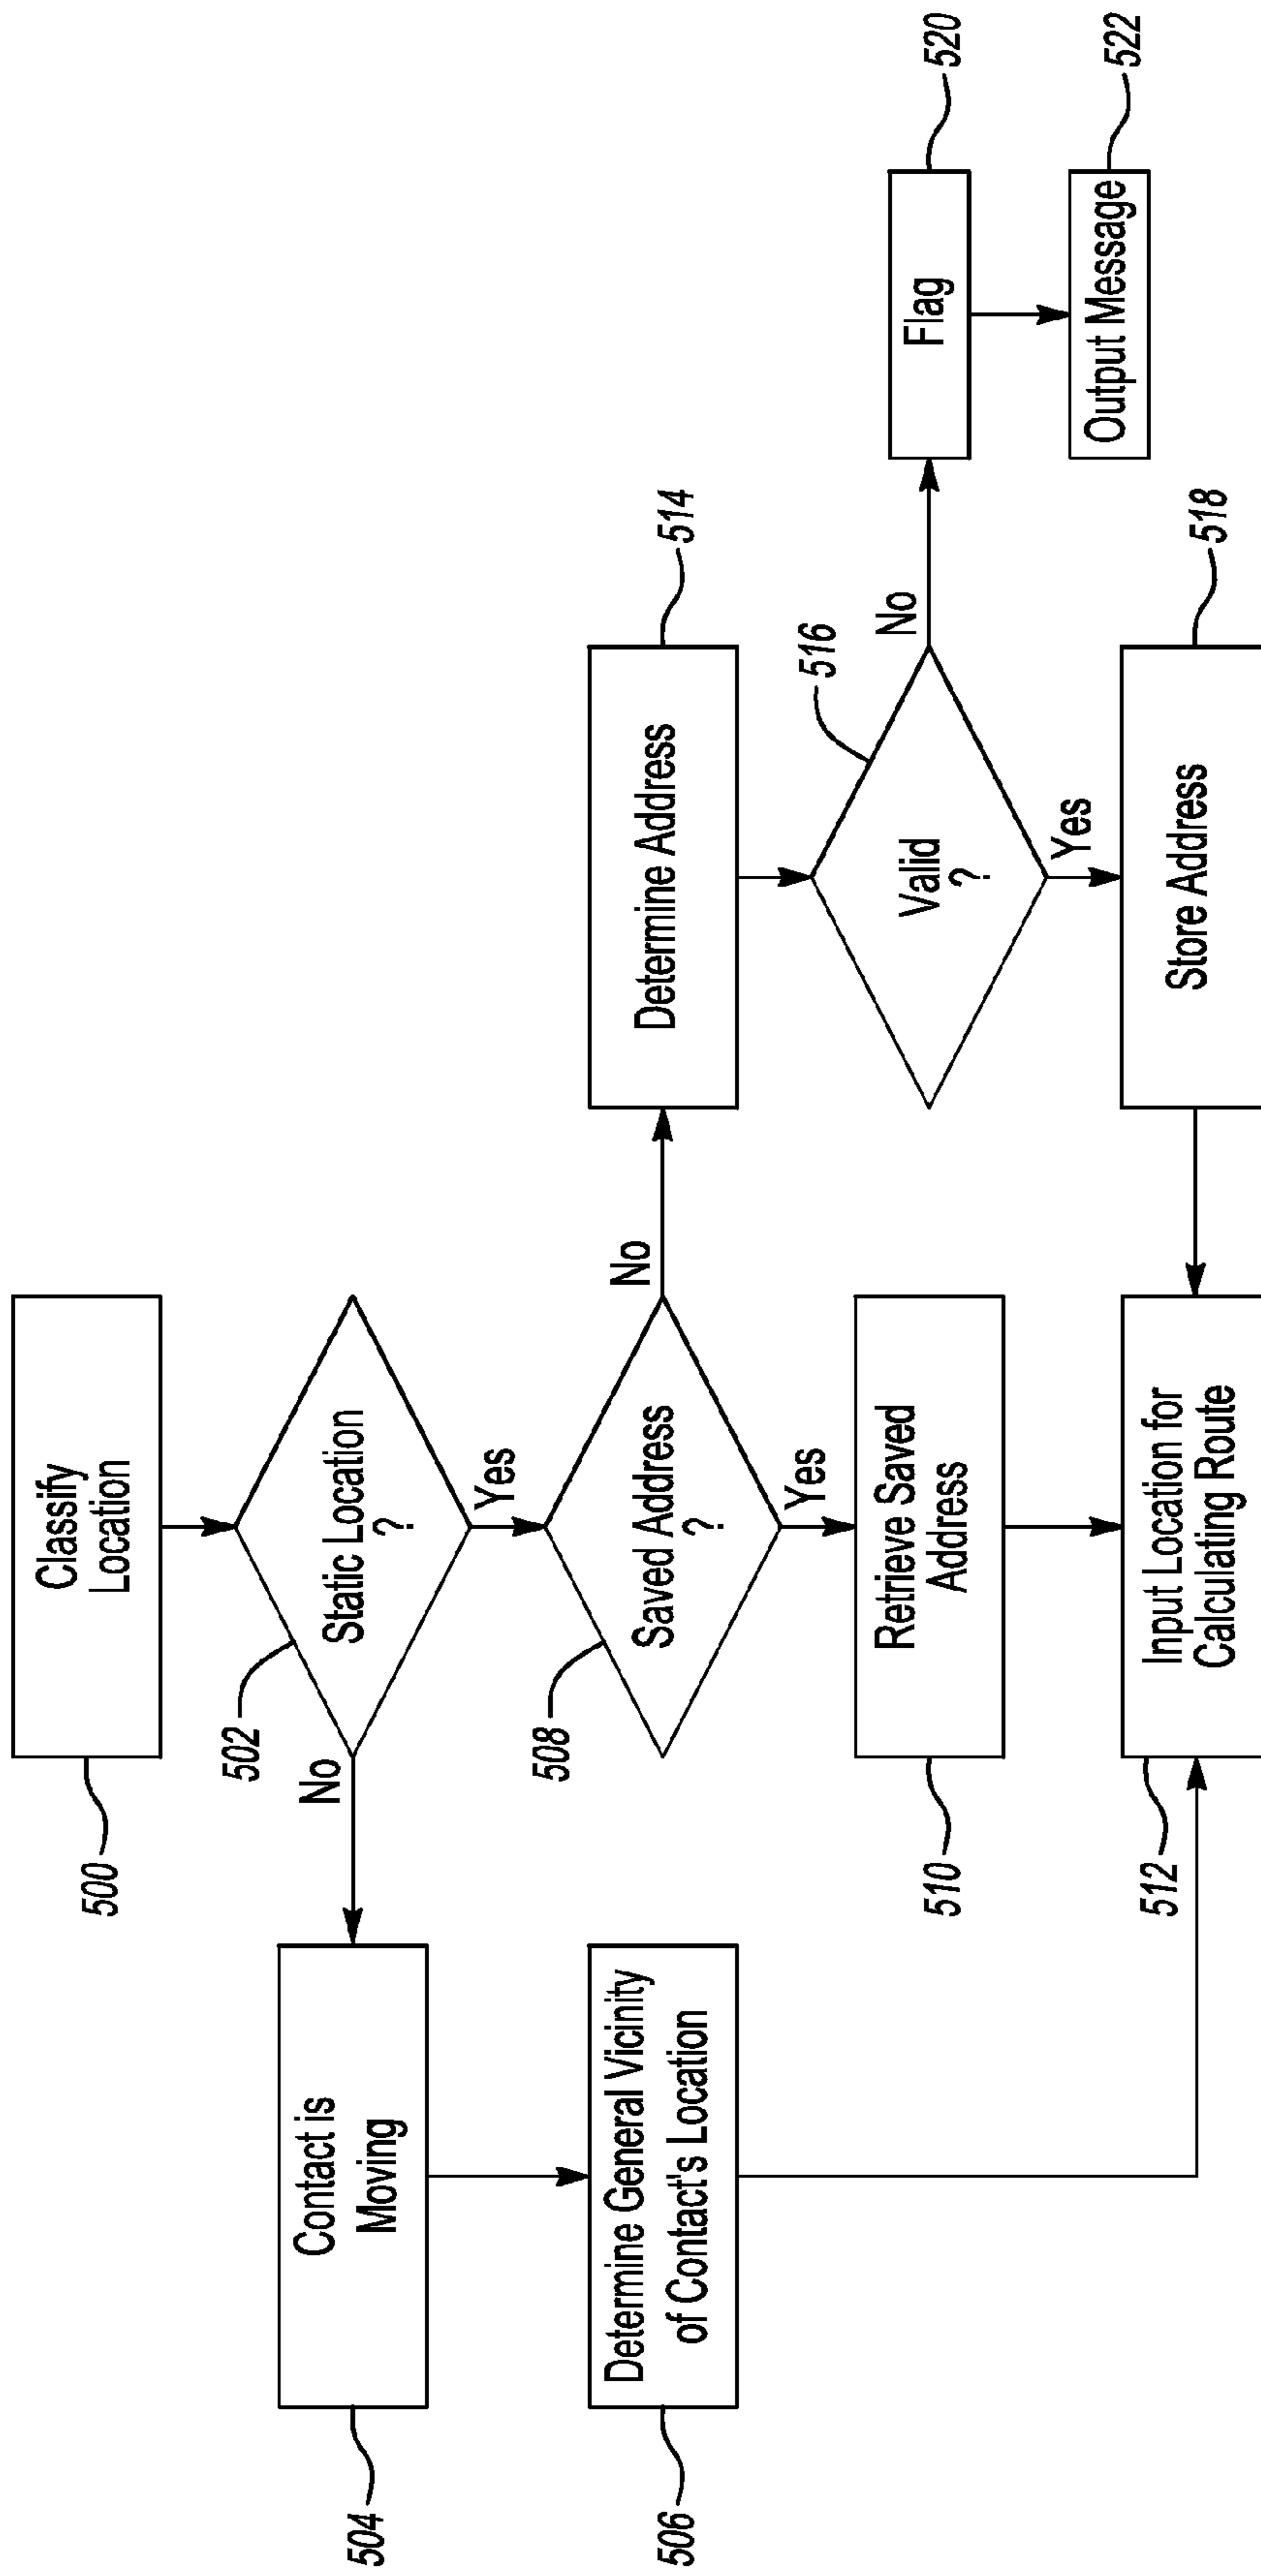 Classify
Location
500
Static Location
?
502
No
Yes
Contact is
Moving
504
Determine General Vicinity
of Contact's Location
506
Saved Address
?
508
No
Yes
Retrieve Saved
Address
510
Input Location for
Calculating Route
512
Determine Address
514
Valid
?
516
No
Yes
Store Address
518
Flag
520
Output Message
522